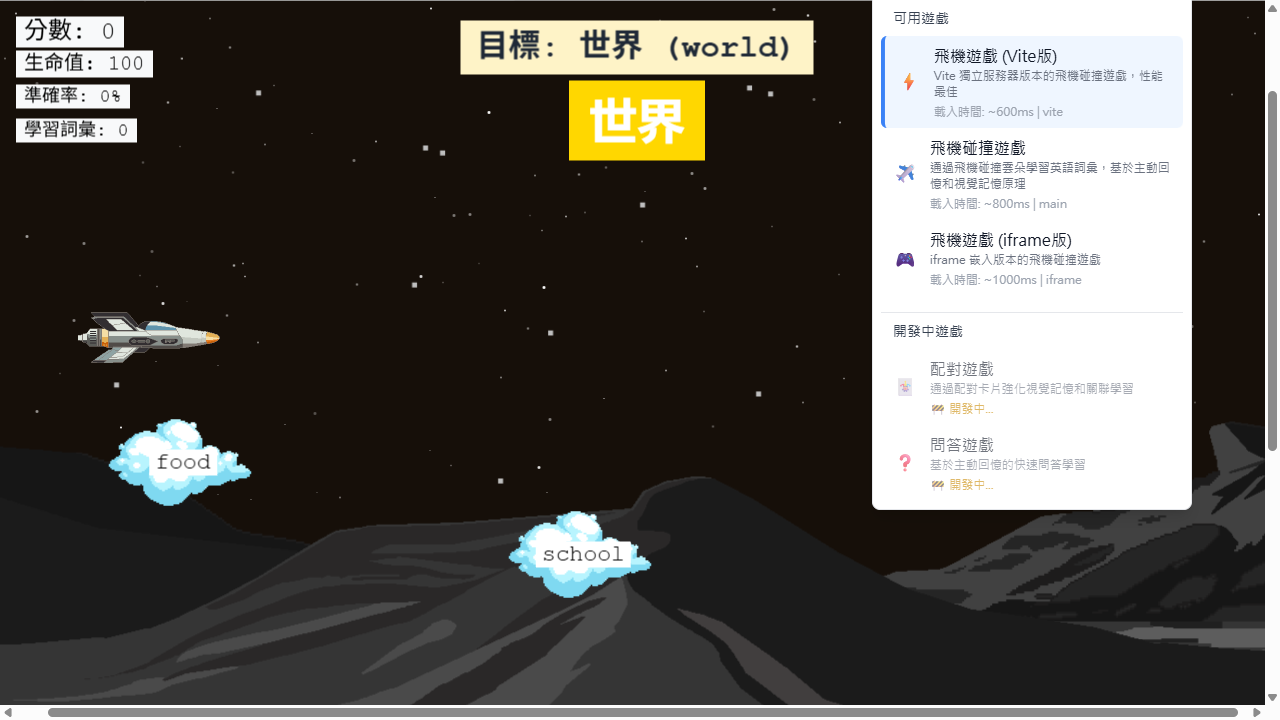 分數: 0
生命值: 100
準確率: 0%
學習詞彙: 0
目標: 世界 (world)
世界
food
school
可用遊戲
飛機遊戲 (Vite版)
Vite 獨立服務器版本的飛機碰撞遊戲，性能
最佳
載入時間: ~600ms | vite
飛機碰撞遊戲
通過飛機碰撞雲朵學習英語詞彙，基於主動回
憶和視覺記憶原理
載入時間: ~800ms | main
飛機遊戲 (iframe版)
iframe 嵌入版本的飛機碰撞遊戲
載入時間: ~1000ms | iframe
開發中遊戲
配對遊戲
通過配對卡片強化視覺記憶和關聯學習
開發中...
問答遊戲
基於主動回憶的快速問答學習
開發中...